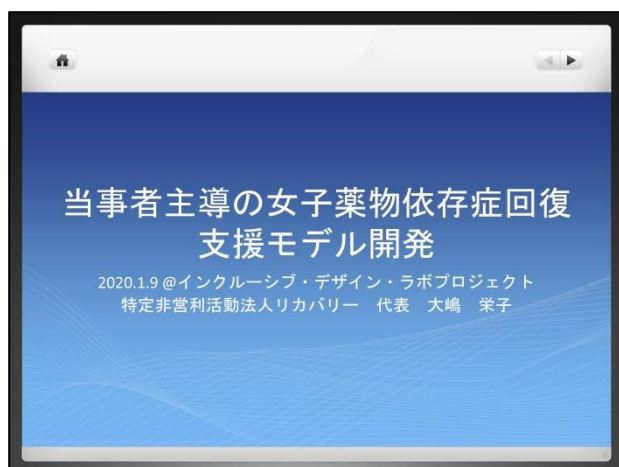 当事者主導の女子薬物依存症回復
支援モデル開発
2020.1.9@インクルーシブ・デザイン・ラボプロジェクト
特定非営利活動法人リカバリー　代表　大嶋　栄子